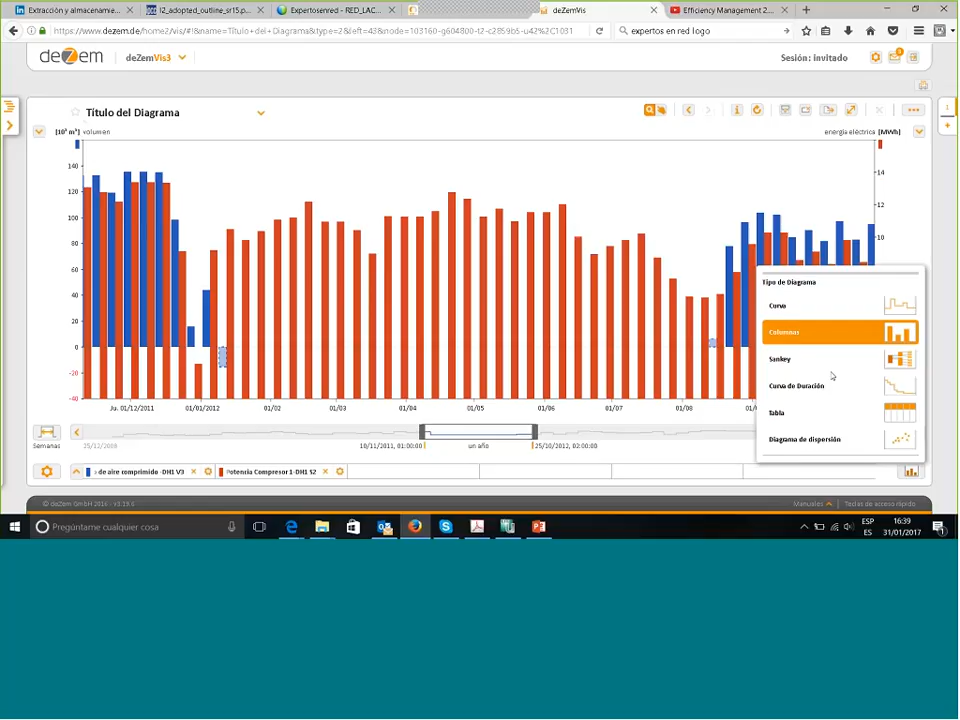 Extracción y almacenamie...
I2_adopted_outline_sr15.p...
Expertosenred - RED_LAC...
deZemVis
Efficiency Management 2...
https://www.dezem.de/home2/vis/#!&name=Título+del+Diagrama&type=2&left=43&node=103160-g604800-t2-c2859b5-u42%2C1031
expertos en red logo
deZem
deZemVis3
Sesión: invitado
Título del Diagrama
[10³ m³] volumen
energía eléctrica [MWh]
140
120
100
80
60
40
20
0
-20
-40
14
12
10
Ju. 01/12/2011
01/01/2012
01/02
01/03
01/04
01/05
01/06
01/07
01/08
Tipo de Diagrama
Curva
Columnas
Sankey
Curva de Duración
Tabla
Diagrama de dispersión
Semanas
25/12/2008
10/11/2011, 01:00:00
un año
25/10/2012, 02:00:00
de aire comprimido -DH1 V3
Potencia Compresor 1-DH1 S2
© deZem GmbH 2016 - v3.19.6
Manuales
Teclas de acceso rápido
Pregúntame cualquier cosa
ESP
ES
16:39
31/01/2017